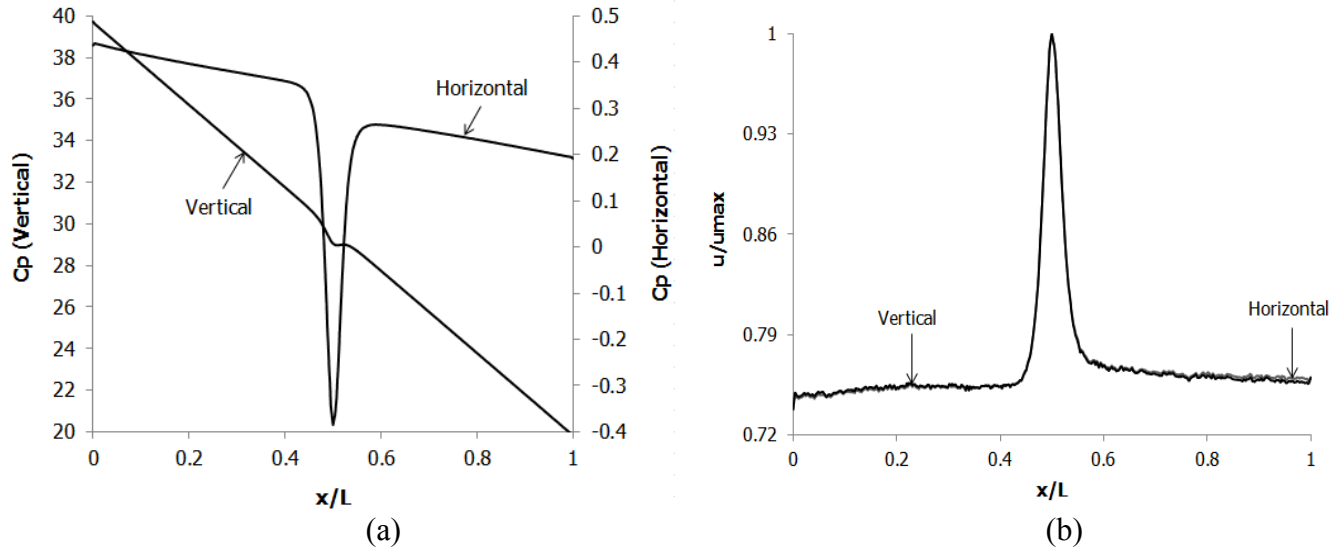 40
38
36
34
32
30
28
26
24
22
20
Cp (Vertical)
0.5
0.4
0.3
0.2
0.1
0
-0.1
-0.2
-0.3
-0.4
Cp (Horizontal)
Horizontal
Vertical
0 0.2 0.4 0.6 0.8 1
x/L
(a)
1
0.93
0.86
0.79
0.72
u/umax
Vertical
Horizontal
0 0.2 0.4 0.6 0.8 1
x/L
(b)